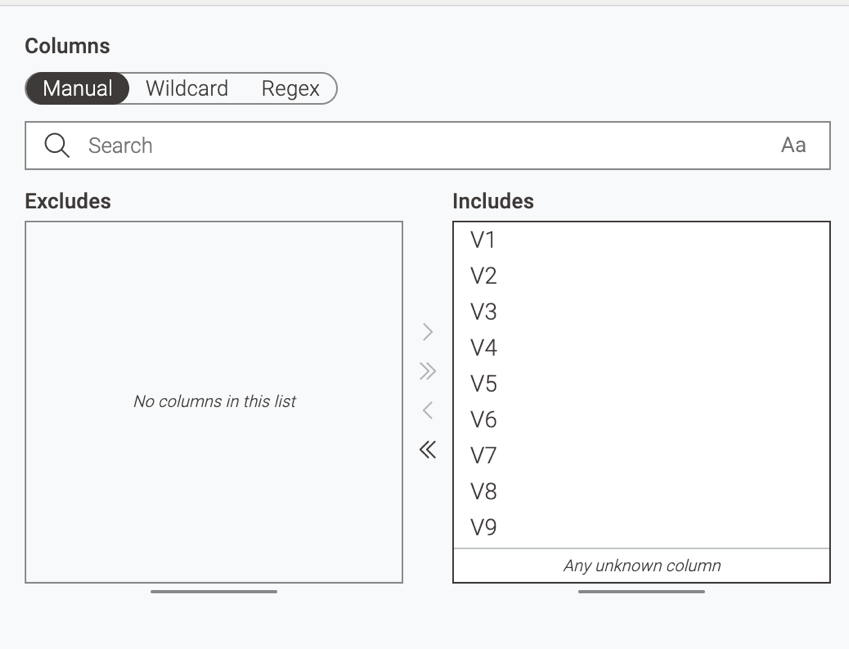 Columns
Manual Wildcard Regex
Search Aa
Excludes
No columns in this list
Includes
V1
V2
V3
V4
V5
V6
V7
V8
V9
Any unknown column